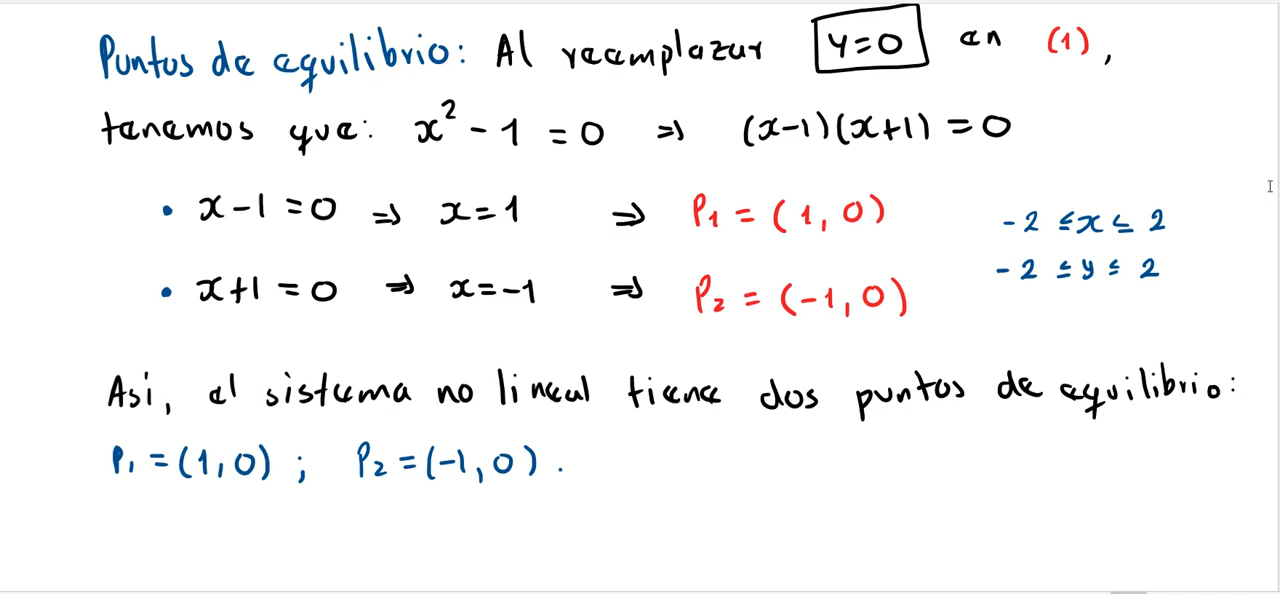 Puntos de equilibrio: Al reemplazar y=0 en (1),
tenemos que: x² - 1 = 0 ⇒ (x-1)(x+1) = 0
• x-1=0 ⇒ x=1 ⇒ P₁ = (1, 0)
-2 ≤ x ≤ 2
-2 ≤ y ≤ 2
• x+1=0 ⇒ x=-1 ⇒ P₂ = (-1, 0)
Asi, el sistema no lineal tiene dos puntos de equilibrio:
P₁ = (1, 0) ; P₂ = (-1, 0) .